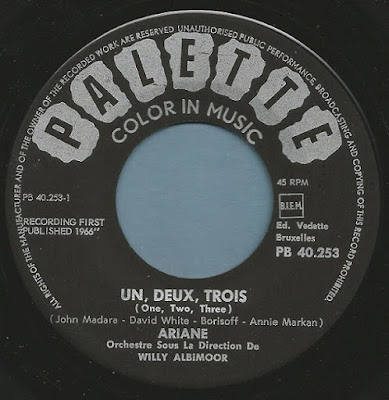 ALL RIGHTS OF THE MANUFACTURER AND OF THE OWNER OF THE RECORDED WORK ARE RESERVED UNAUTHORISED PUBLIC PERFORMANCE, BROADCASTING AND COPYING OF THIS RECORD PROHIBITED.
PALETTE
COLOR IN MUSIC
PB 40.253-1
45 RPM
RECORDING FIRST
PUBLISHED 1966"
B.I.E.M.
Ed. Vedette
Bruxelles
PB 40.253
UN, DEUX, TROIS
(One, Two, Three)
(John Madara - David White - Borisoff - Annie Markan)
ARIANE
Orchestre Sous La Direction De
WILLY ALBIMOOR